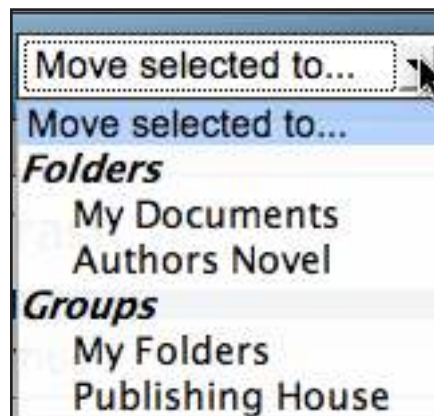 Move selected to...
Move selected to...
Folders
My Documents
Authors Novel
Groups
My Folders
Publishing House